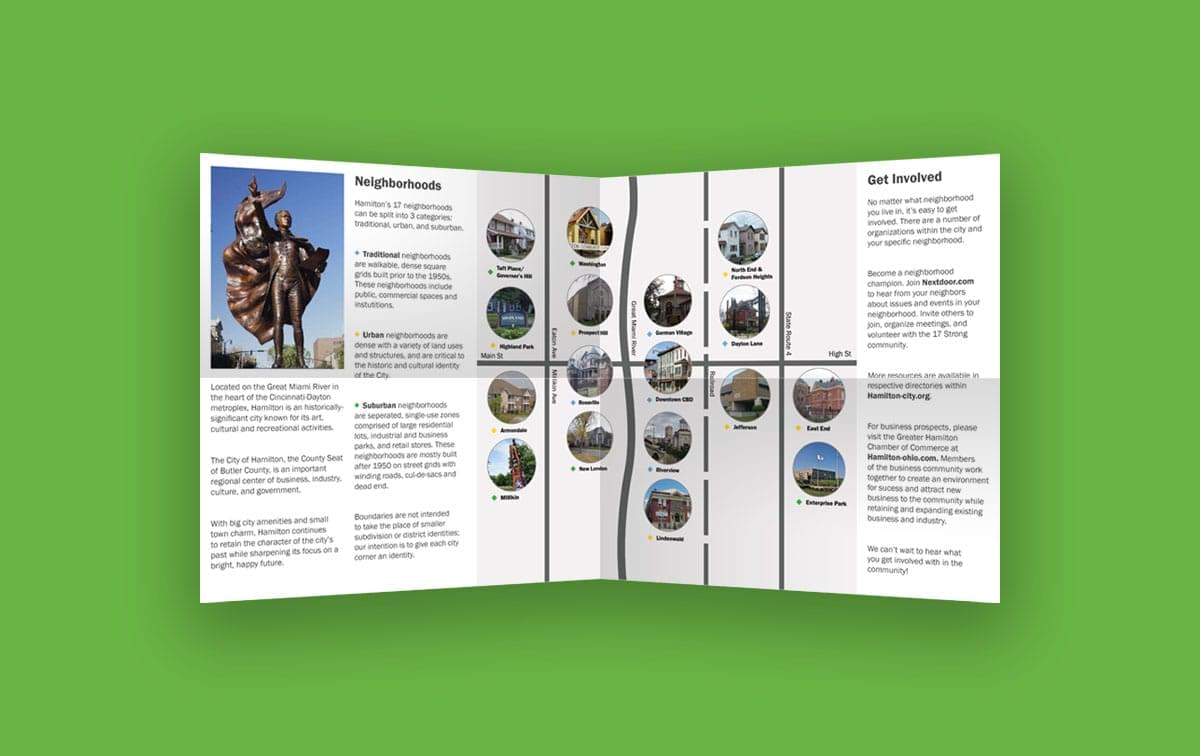 Neighborhoods
Hamilton's 17 neighborhoods
can be split into 3 categories:
traditional, urban, and suburban.
Traditional neighborhoods
are walkable, dense square
grids built prior to the 1950s.
These neighborhoods include
public, commercial spaces and
instutitions.
Urban neighborhoods are
dense with a variety of land uses
and structures, and are critical to
the historic and cultural identity
of the City.
Suburban neighborhoods
are seperated, single-use zones
comprised of large residential
lots, industrial and business
parks, and retail stores. These
neighborhoods are mostly built
after 1950 on street grids with
winding roads, cul-de-sacs and
dead end.
Boundaries are not intended
to take the place of smaller
subdivision or district identities;
our intention is to give each city
corner an identity.
Located on the Great Miami River in
the heart of the Cincinnati-Dayton
metroplex, Hamilton is an historically-
significant city known for its art,
cultural and recreational activities.
The City of Hamilton, the County Seat
of Butler County, is an important
regional center of business, industry,
culture, and government.
With big city amenities and small
town charm, Hamilton continues
to retain the character of the city's
past while sharpening its focus on a
bright, happy future.
Taft Place/
Governor's Hill
Highland Park
Main St
Armondale
Millikin
Eaton Ave
Millikin Ave
Washington
Prospect Hill
Rossville
New London
Great Miami River
German Village
Downtown CBD
Riverview
Lindenwald
Railroad
North End &
Fordson Heights
Dayton Lane
Jefferson
State Route 4
High St
East End
Enterprise Park
Get Involved
No matter what neighborhood
you live in, it's easy to get
involved. There are a number of
organizations within the city and
your specific neighborhood.
Become a neighborhood
champion. Join Nextdoor.com
to hear from your neighbors
about issues and events in your
neighborhood. Invite others to
join, organize meetings, and
volunteer with the 17 Strong
community.
More resources are available in
respective directories within
Hamilton-city.org.
For business prospects, please
visit the Greater Hamilton
Chamber of Commerce at
Hamilton-ohio.com. Members
of the business community work
together to create an environment
for sucess and attract new
business to the community while
retaining and expanding existing
business and industry.
We can't wait to hear what
you get involved with in the
community!